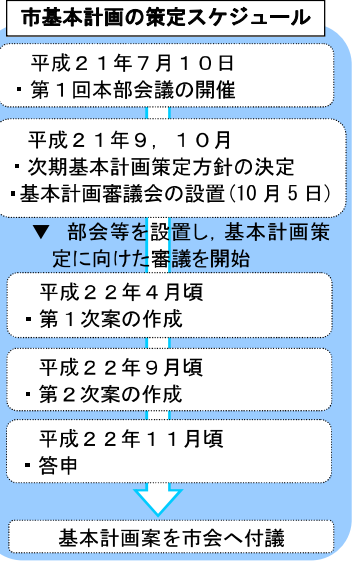 市基本計画の策定スケジュール
平成２１年７月１０日
・第１回本部会議の開催
平成２１年９，１０月
・次期基本計画策定方針の決定
・基本計画審議会の設置(10月5日)
▼　部会等を設置し，基本計画策
定に向けた審議を開始
平成２２年４月頃
・第１次案の作成
平成２２年９月頃
・第２次案の作成
平成２２年１１月頃
・答申
基本計画案を市会へ付議